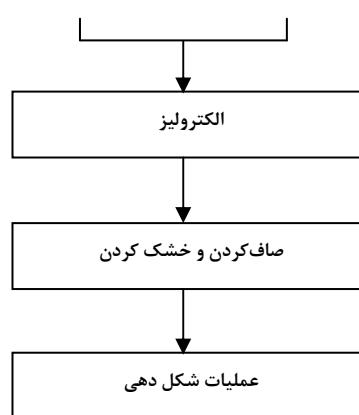 الکترولیز
صاف‌کردن و خشک کردن
عملیات شکل دهی